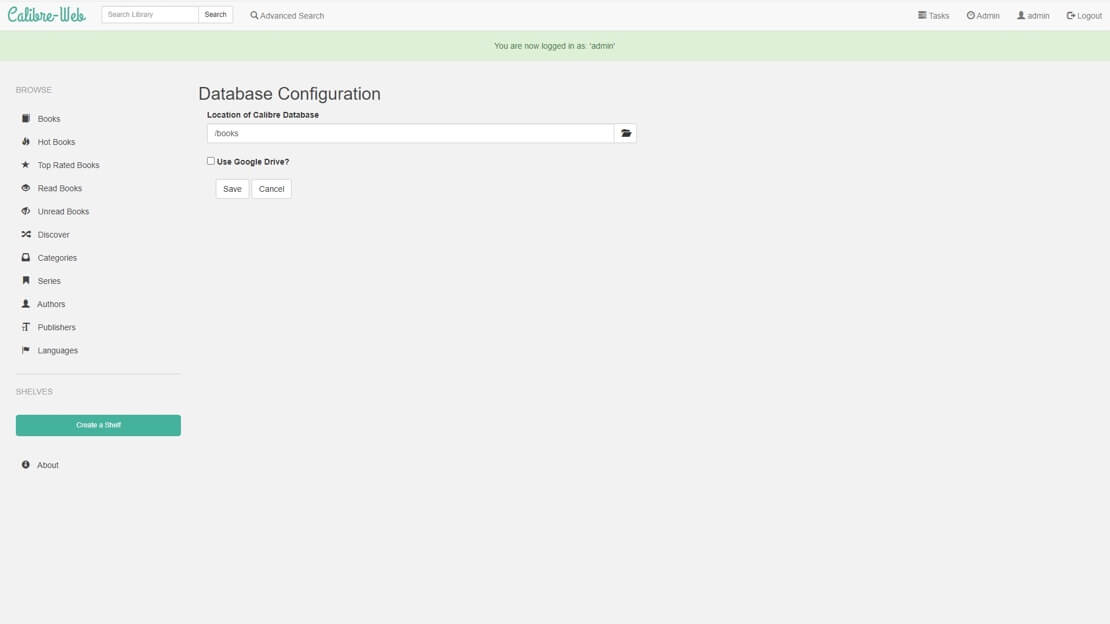 Calibre-Web
Search Library
Search
Advanced Search
Tasks
Admin
admin
Logout
You are now logged in as: 'admin'
BROWSE
Books
Hot Books
Top Rated Books
Read Books
Unread Books
Discover
Categories
Series
Authors
Publishers
Languages
SHELVES
Create a Shelf
About
Database Configuration
Location of Calibre Database
/books
Use Google Drive?
Save
Cancel